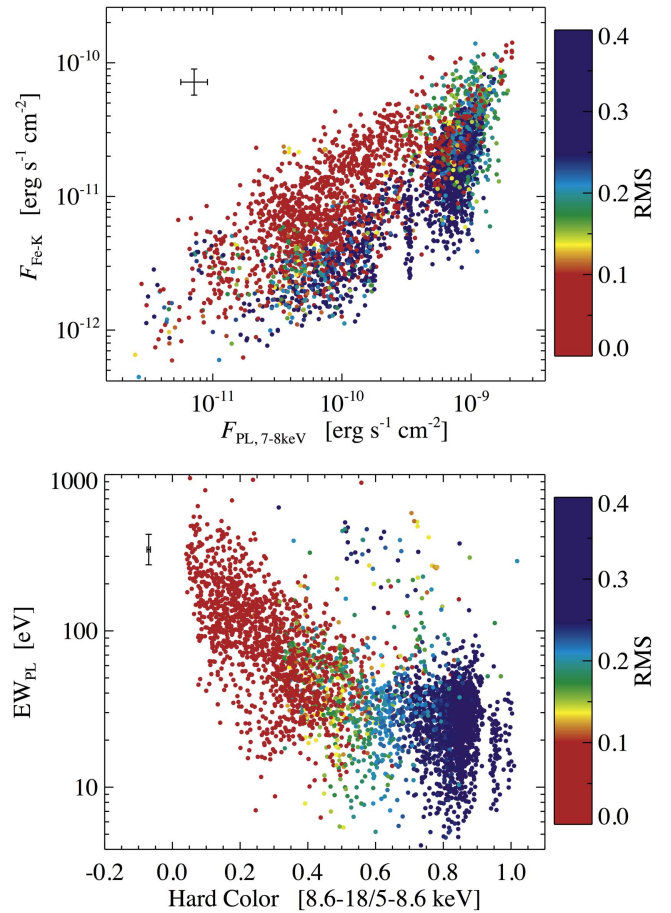 10⁻¹⁰
10⁻¹¹
10⁻¹²
F_Fe-K [erg s⁻¹ cm⁻²]
10⁻¹¹ 10⁻¹⁰ 10⁻⁹
F_PL, 7-8keV [erg s⁻¹ cm⁻²]
0.4
0.3
0.2
0.1
0.0
RMS
1000
100
10
EW_PL [eV]
-0.2 0.0 0.2 0.4 0.6 0.8 1.0
Hard Color [8.6-18/5-8.6 keV]
0.4
0.3
0.2
0.1
0.0
RMS